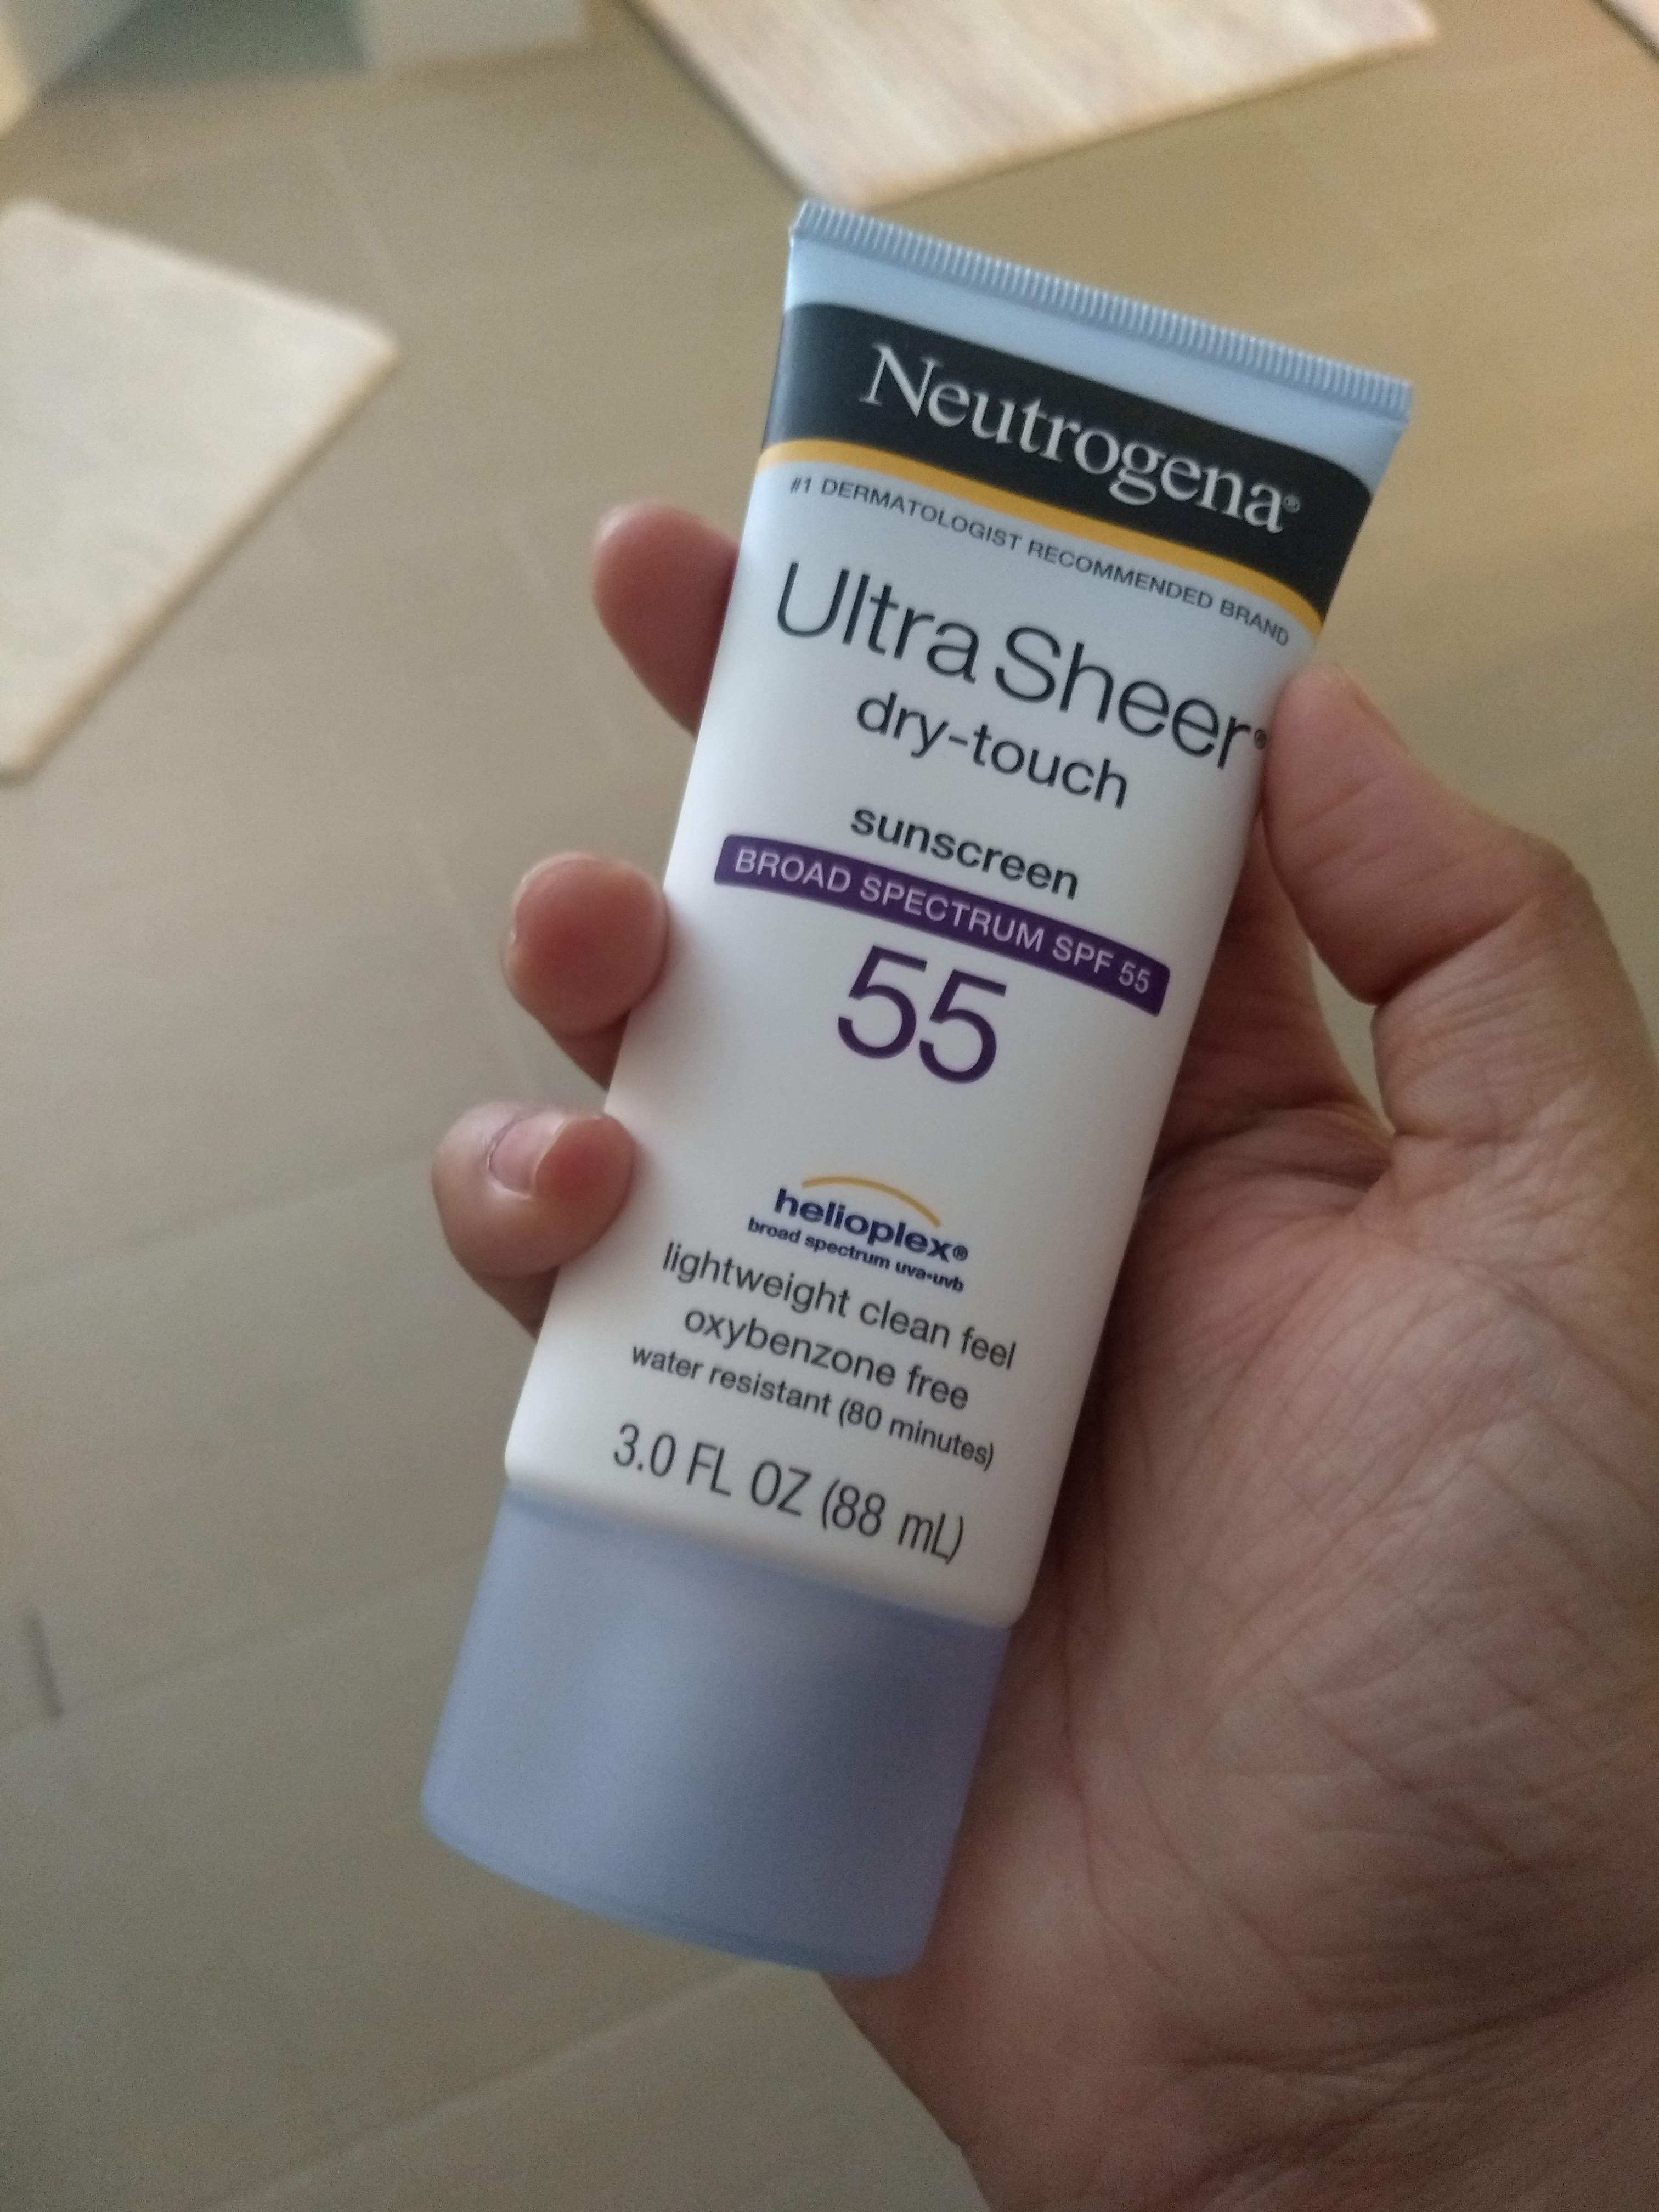 Neutrogena®
#1 DERMATOLOGIST RECOMMENDED BRAND
Ultra Sheer®
dry-touch
sunscreen
BROAD SPECTRUM SPF 55
55
helioplex®
broad spectrum uva•uvb
lightweight clean feel
oxybenzone free
water resistant (80 minutes)
3.0 FL OZ (88 mL)